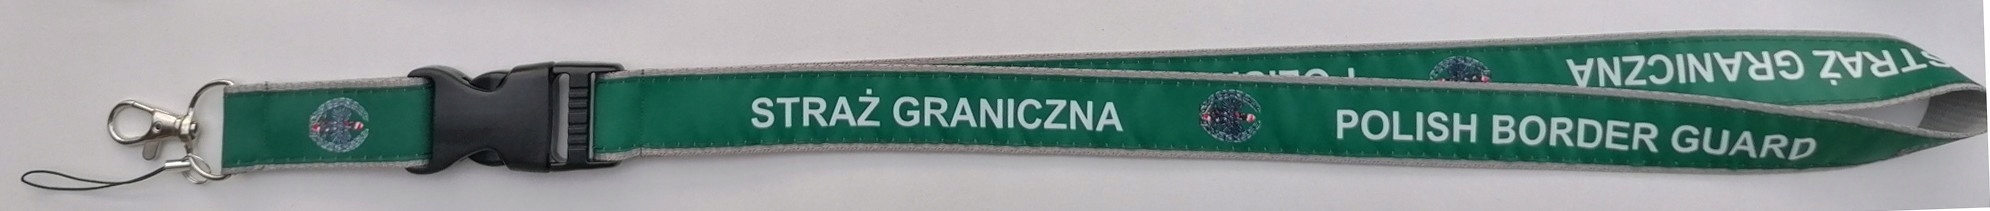 STRAŻ GRANICZNA POLISH BORDER GUARD
STRAŻ GRANICZNA